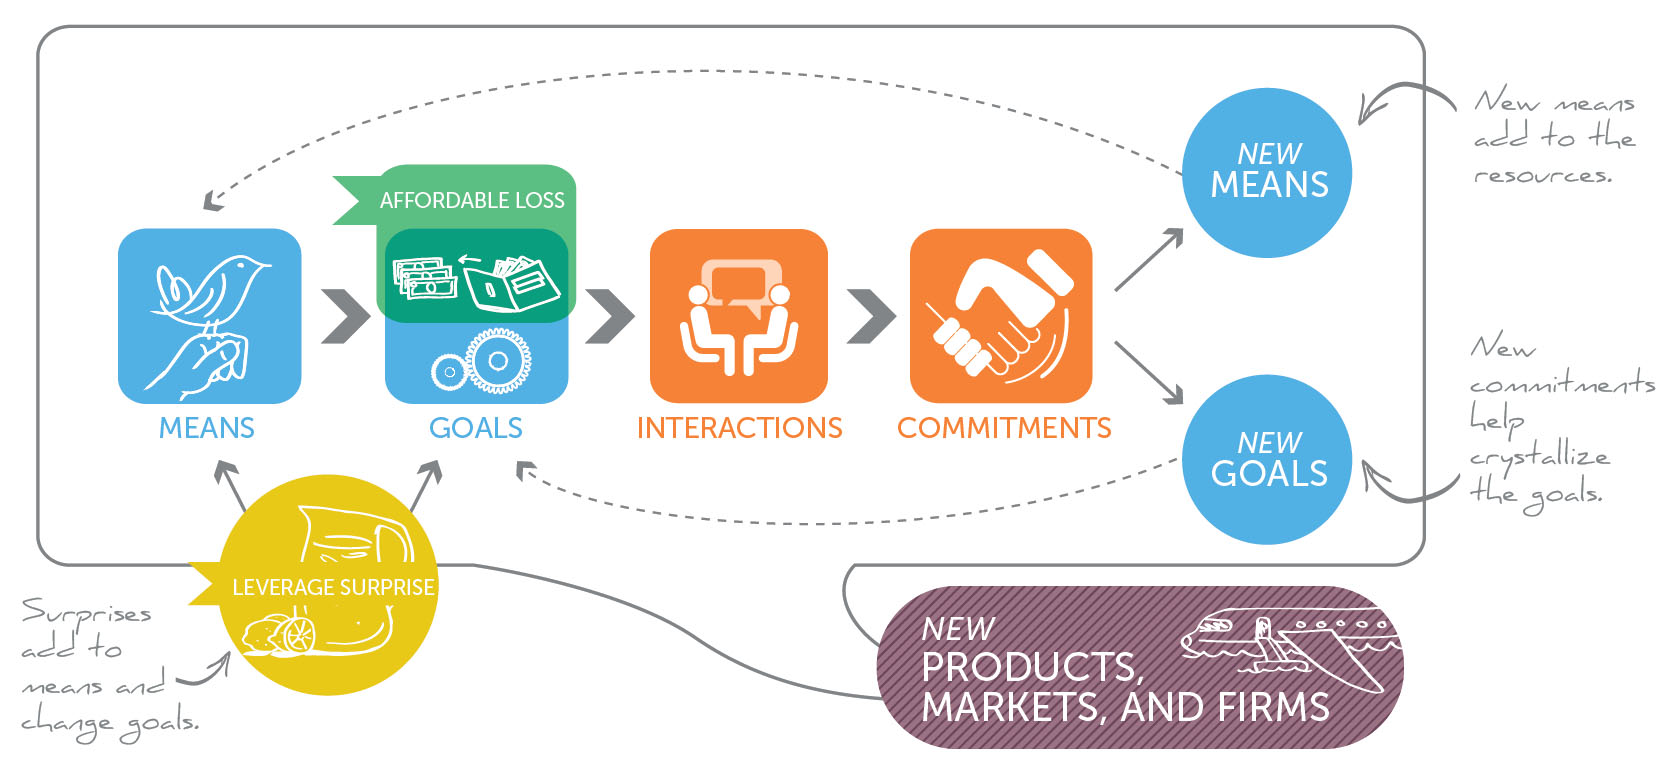 New means
add to the
resources.
NEW
MEANS
AFFORDABLE LOSS
MEANS
GOALS
INTERACTIONS
COMMITMENTS
NEW
GOALS
New
commitments
help
crystallize
the goals.
LEVERAGE SURPRISE
Surprises
add to
means and
change goals.
NEW
PRODUCTS,
MARKETS, AND FIRMS